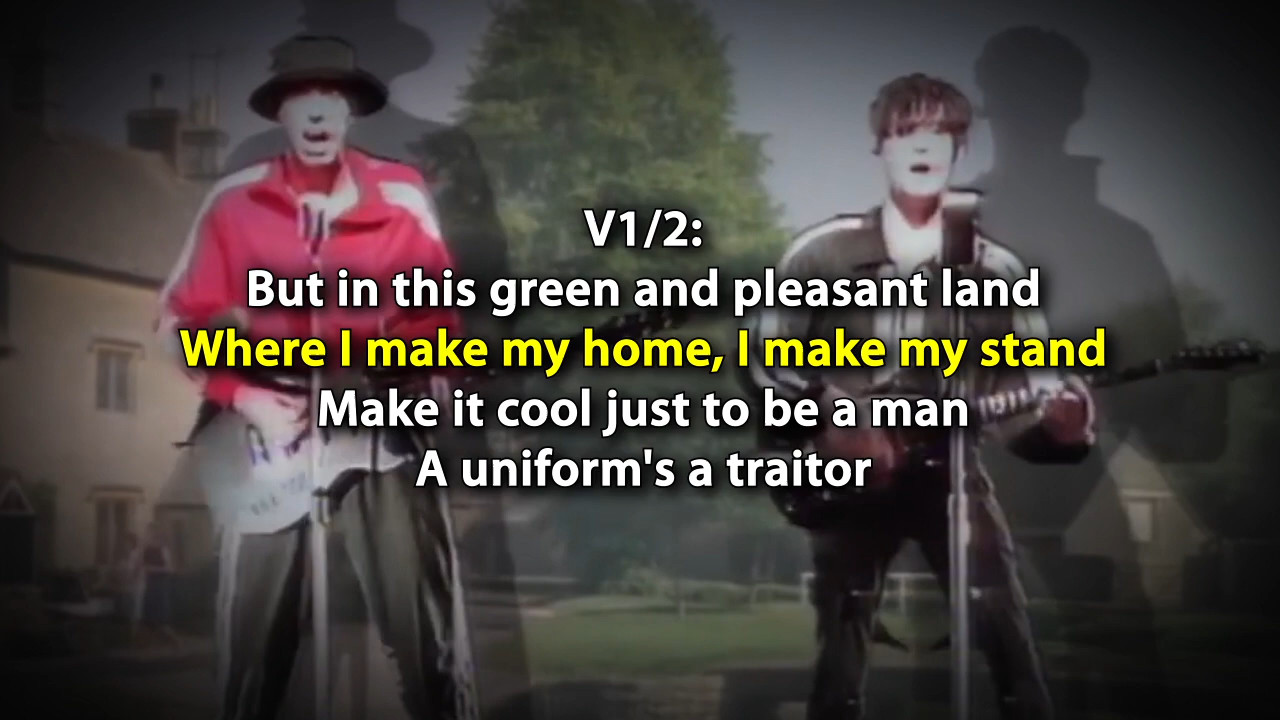 V1/2:
But in this green and pleasant land
Where I make my home, I make my stand
Make it cool just to be a man
A uniform's a traitor